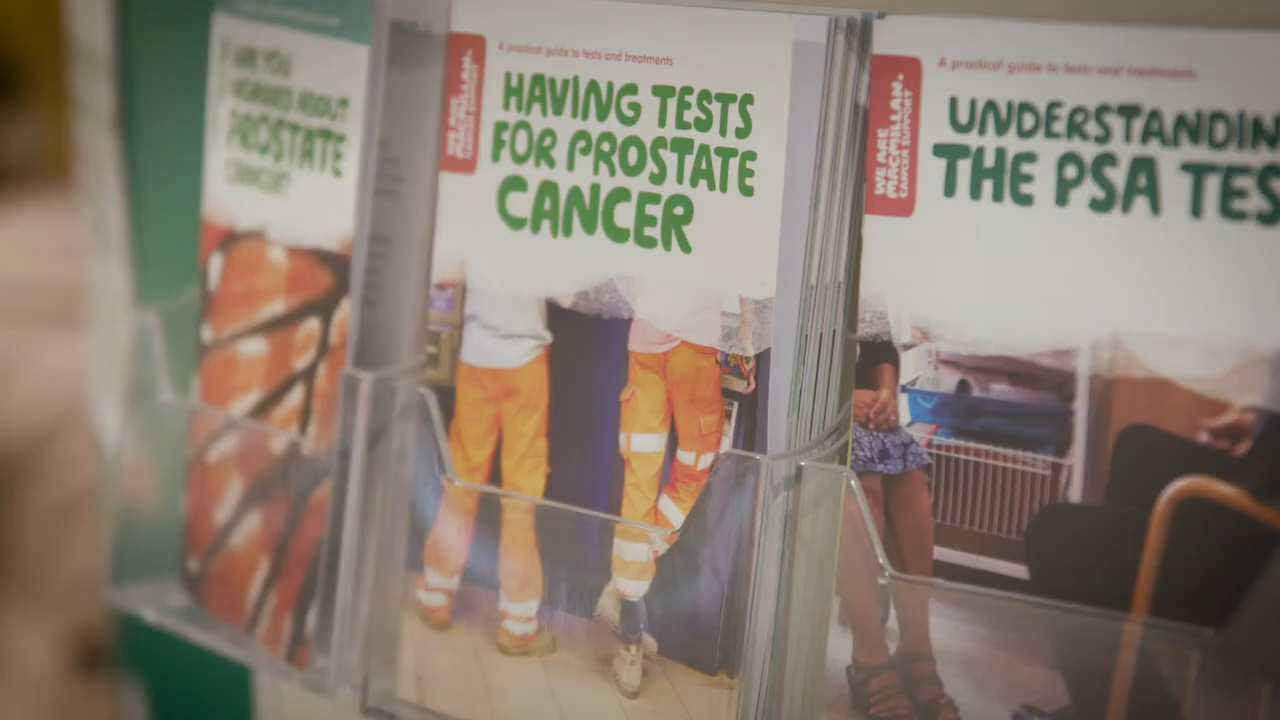 ARE YOU
WORRIED ABOUT
PROSTATE
CANCER?
WE ARE
MACMILLAN.
CANCER SUPPORT
A practical guide to tests and treatments
HAVING TESTS
FOR PROSTATE
CANCER
WE ARE
MACMILLAN.
CANCER SUPPORT
A practical guide to tests and treatments
UNDERSTANDIN
THE PSA TES